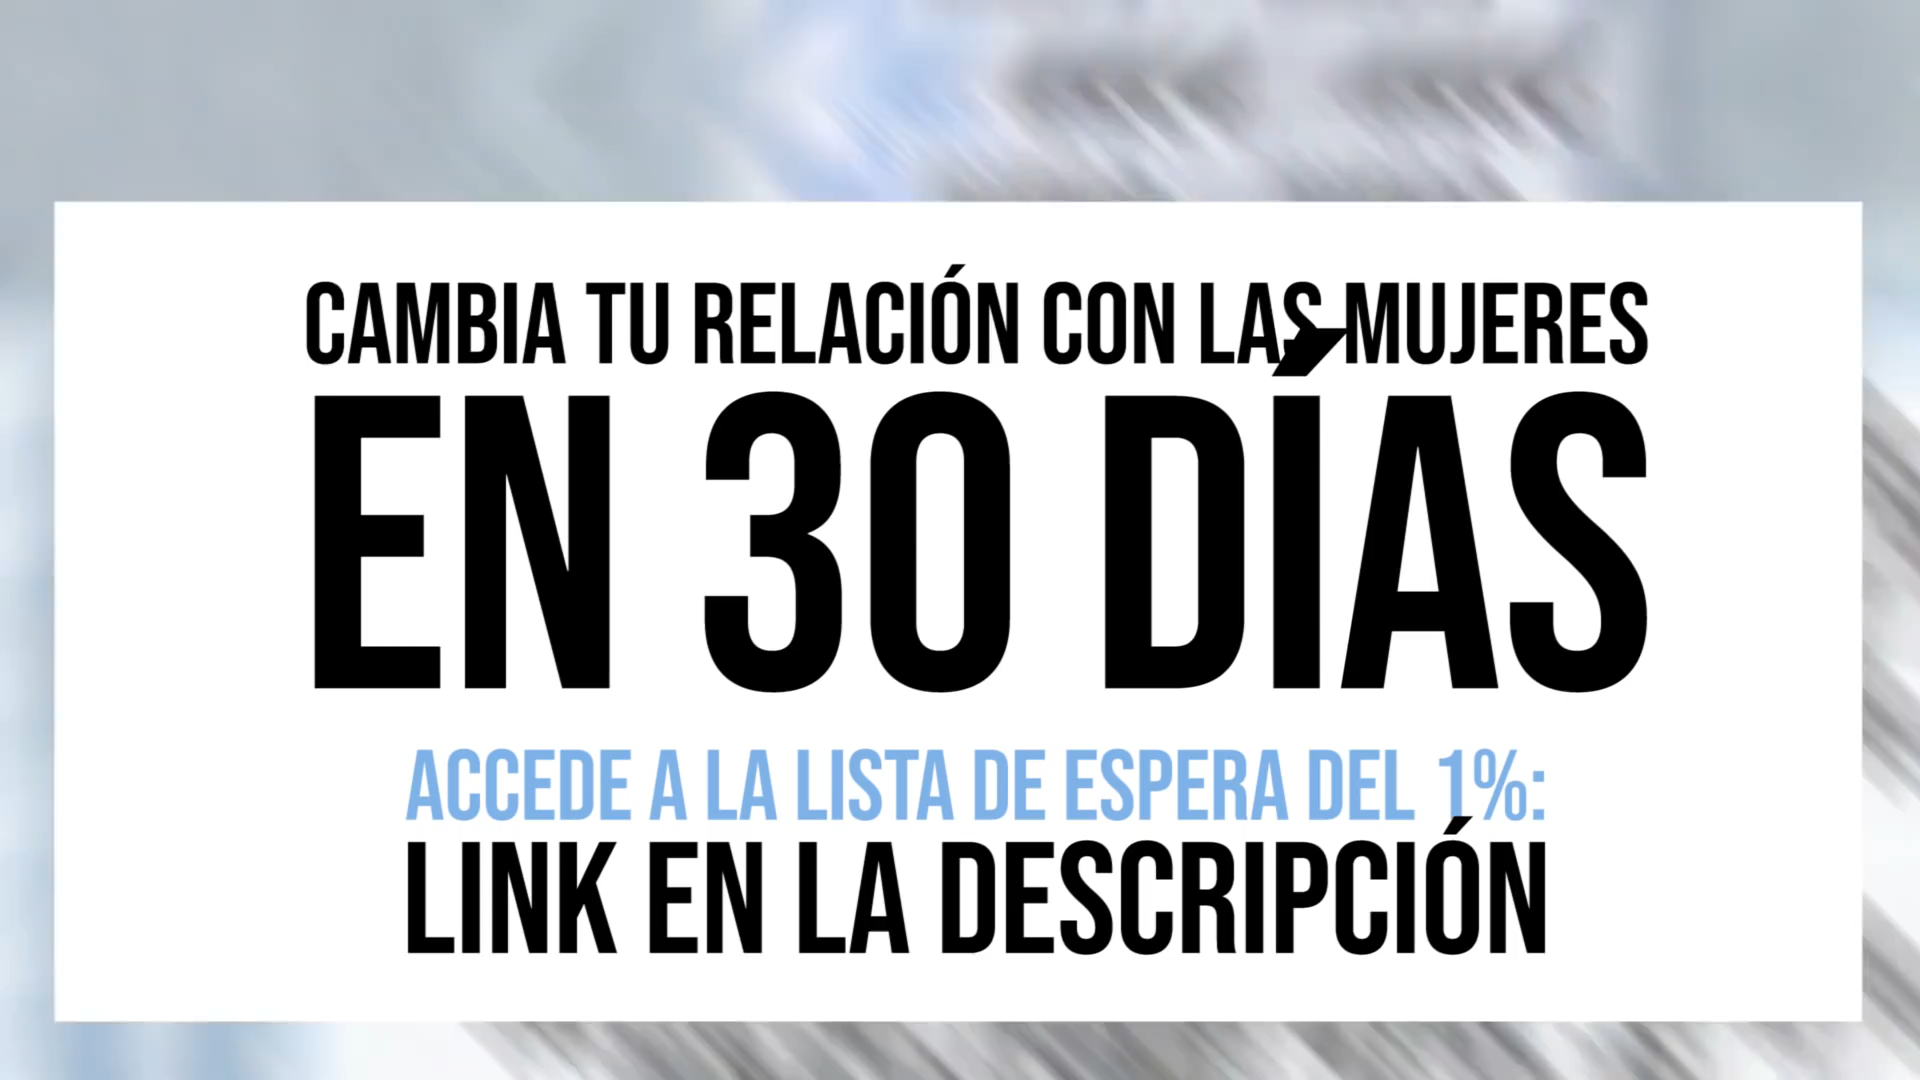 CAMBIA TU RELACIÓN CON LAS MUJERES
EN 30 DÍAS
ACCEDE A LA LISTA DE ESPERA DEL 1%:
LINK EN LA DESCRIPCIÓN